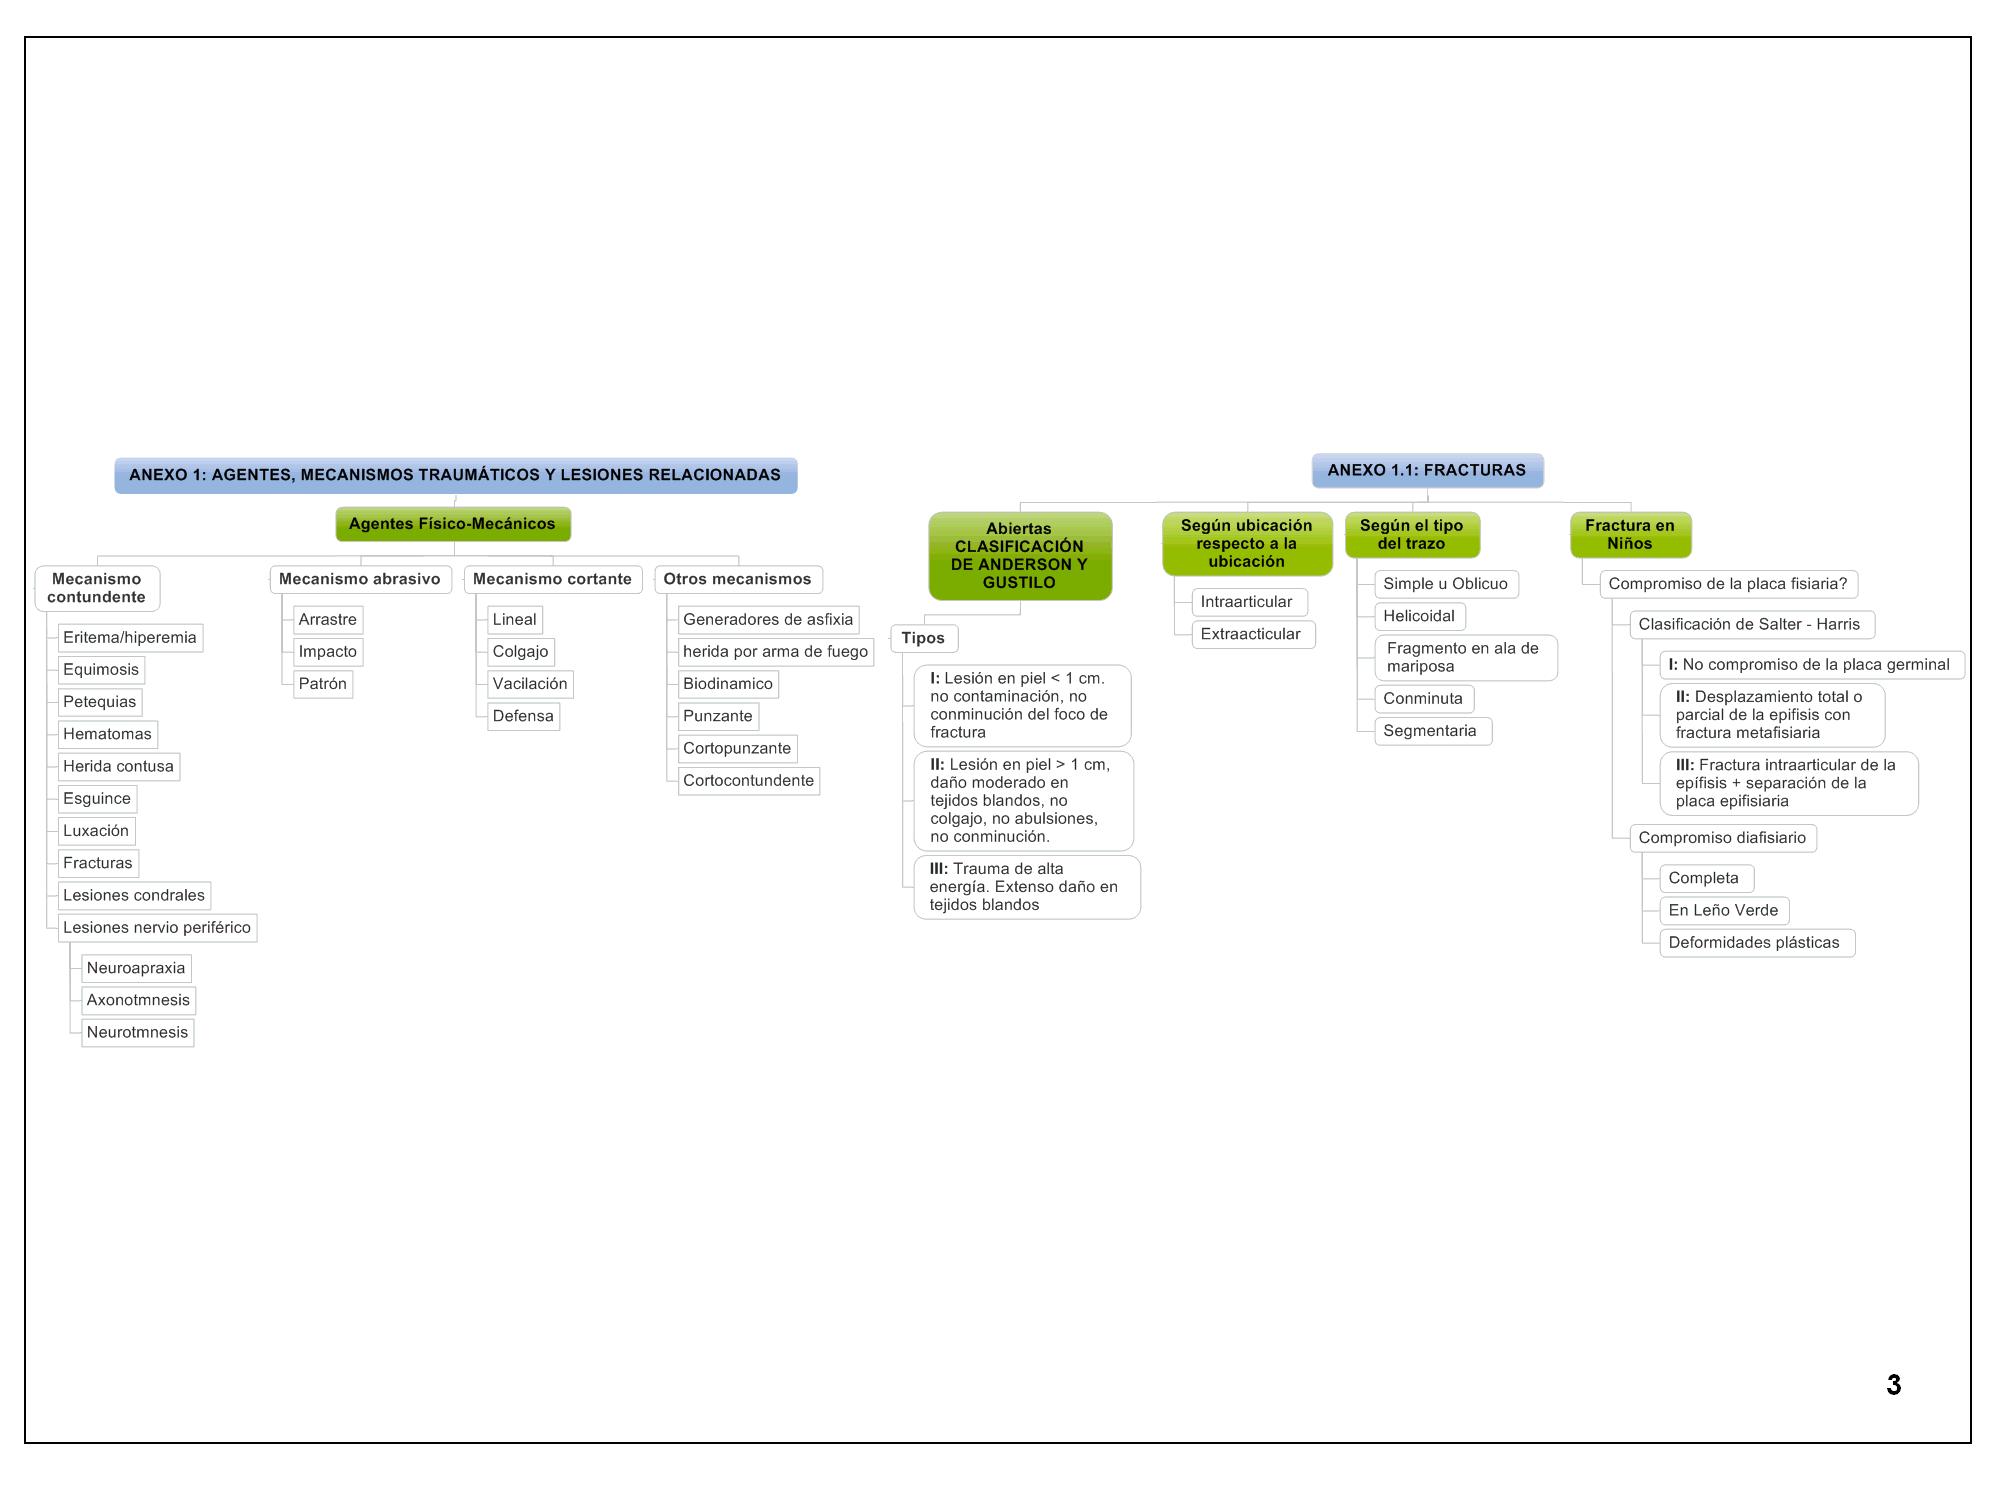 ANEXO 1: AGENTES, MECANISMOS TRAUMÁTICOS Y LESIONES RELACIONADAS
Agentes Físico-Mecánicos
Mecanismo
contundente
Eritema/hiperemia
Equimosis
Petequias
Hematomas
Herida contusa
Esguince
Luxación
Fracturas
Lesiones condrales
Lesiones nervio periférico
Neuroapraxia
Axonotmnesis
Neurotmnesis
Mecanismo abrasivo
Arrastre
Impacto
Patrón
Mecanismo cortante
Lineal
Colgajo
Vacilación
Defensa
Otros mecanismos
Generadores de asfixia
herida por arma de fuego
Biodinamico
Punzante
Cortopunzante
Cortocontundente
ANEXO 1.1: FRACTURAS
Abiertas
CLASIFICACIÓN
DE ANDERSON Y
GUSTILO
Tipos
I: Lesión en piel < 1 cm.
no contaminación, no
conminución del foco de
fractura
II: Lesión en piel > 1 cm,
daño moderado en
tejidos blandos, no
colgajo, no abulsiones,
no conminución.
III: Trauma de alta
energía. Extenso daño en
tejidos blandos
Según ubicación
respecto a la
ubicación
Intraarticular
Extraacticular
Según el tipo
del trazo
Simple u Oblicuo
Helicoidal
Fragmento en ala de
mariposa
Conminuta
Segmentaria
Fractura en
Niños
Compromiso de la placa fisiaria?
Clasificación de Salter - Harris
I: No compromiso de la placa germinal
II: Desplazamiento total o
parcial de la epifisis con
fractura metafisiaria
III: Fractura intraarticular de la
epífisis + separación de la
placa epifisiaria
Compromiso diafisiario
Completa
En Leño Verde
Deformidades plásticas
3